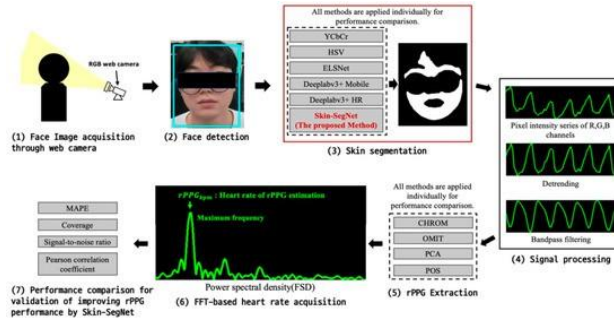 RGB web camera
(1) Face Image acquisition
through web camera
(2) Face detection
All methods are applied individually for
performance comparison.
YCbCr
HSV
ELSNet
Deeplabv3+ Mobile
Deeplabv3+ HR
Skin-SegNet
(The proposed Method)
(3) Skin segmentation
Pixel intensity series of R,G,B
channels
Detrending
Bandpass filtering
(4) Signal processing
All methods are applied
individually for
performance comparison.
CHROM
OMIT
PCA
POS
(5) rPPG Extraction
rPPGbpm : Heart rate of rPPG estimation
Maximum frequency
Power spectral density(FSD)
(6) FFT-based heart rate acquisition
MAPE
Coverage
Signal-to-noise ratio
Pearson correlation
coefficient
(7) Performance comparison for
validation of improving rPPG
performance by Skin-SegNet